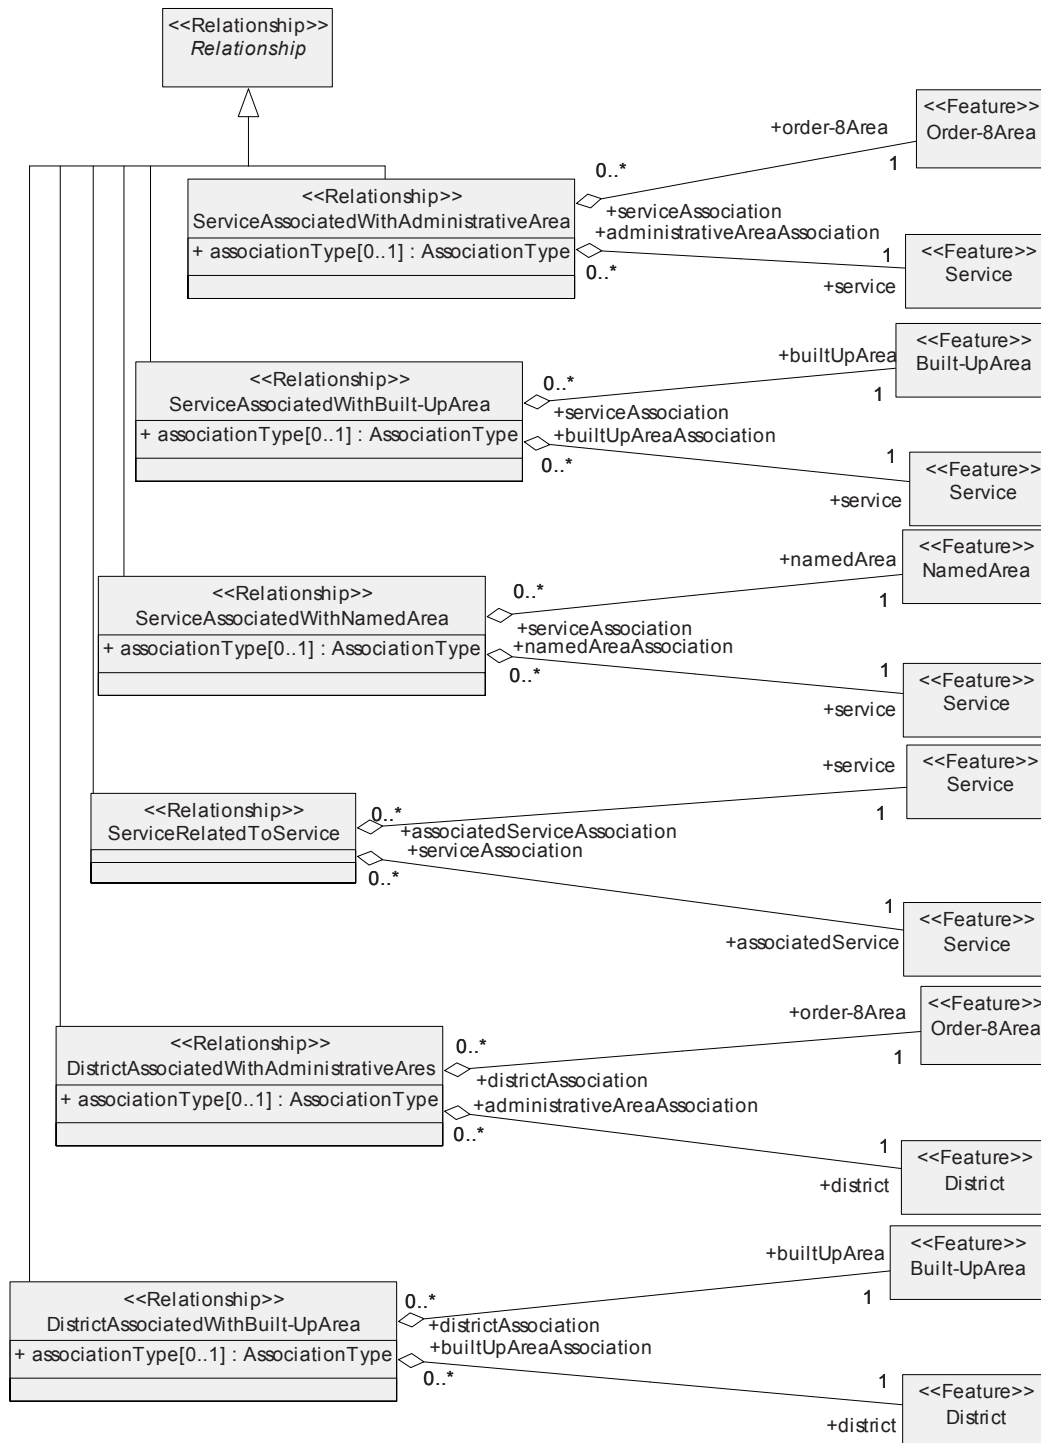 <<Relationship>>
Relationship
<<Feature>>
Order-8Area
+order-8Area
1
0..*
<<Relationship>>
ServiceAssociatedWithAdministrativeArea
+ associationType[0..1] : AssociationType
+serviceAssociation
+administrativeAreaAssociation
0..*
1
+service
<<Feature>>
Service
<<Feature>>
Built-UpArea
+builtUpArea
1
0..*
<<Relationship>>
ServiceAssociatedWithBuilt-UpArea
+ associationType[0..1] : AssociationType
+serviceAssociation
+builtUpAreaAssociation
0..*
1
+service
<<Feature>>
Service
<<Feature>>
NamedArea
+namedArea
1
0..*
<<Relationship>>
ServiceAssociatedWithNamedArea
+ associationType[0..1] : AssociationType
+serviceAssociation
+namedAreaAssociation
0..*
1
+service
<<Feature>>
Service
<<Feature>>
Service
+service
1
0..*
<<Relationship>>
ServiceRelatedToService
+associatedServiceAssociation
+serviceAssociation
0..*
1
+associatedService
<<Feature>>
Service
<<Feature>>
Order-8Area
+order-8Area
1
0..*
<<Relationship>>
DistrictAssociatedWithAdministrativeAres
+ associationType[0..1] : AssociationType
+districtAssociation
+administrativeAreaAssociation
0..*
1
+district
<<Feature>>
District
<<Feature>>
Built-UpArea
+builtUpArea
1
0..*
<<Relationship>>
DistrictAssociatedWithBuilt-UpArea
+ associationType[0..1] : AssociationType
+districtAssociation
+builtUpAreaAssociation
0..*
1
+district
<<Feature>>
District